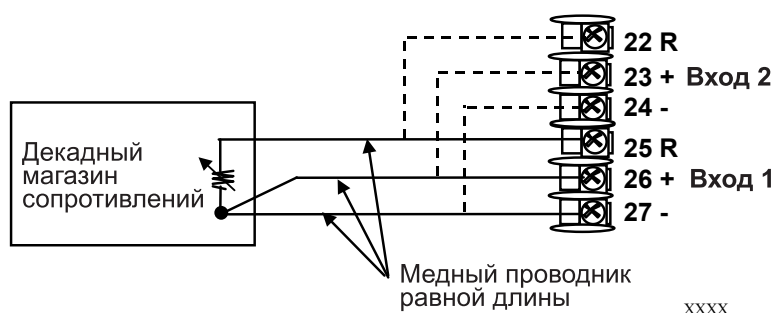 22 R
23 + Вход 2
24 -
25 R
26 + Вход 1
27 -
Декадный
магазин
сопротивлений
Медный проводник
равной длины
XXXX